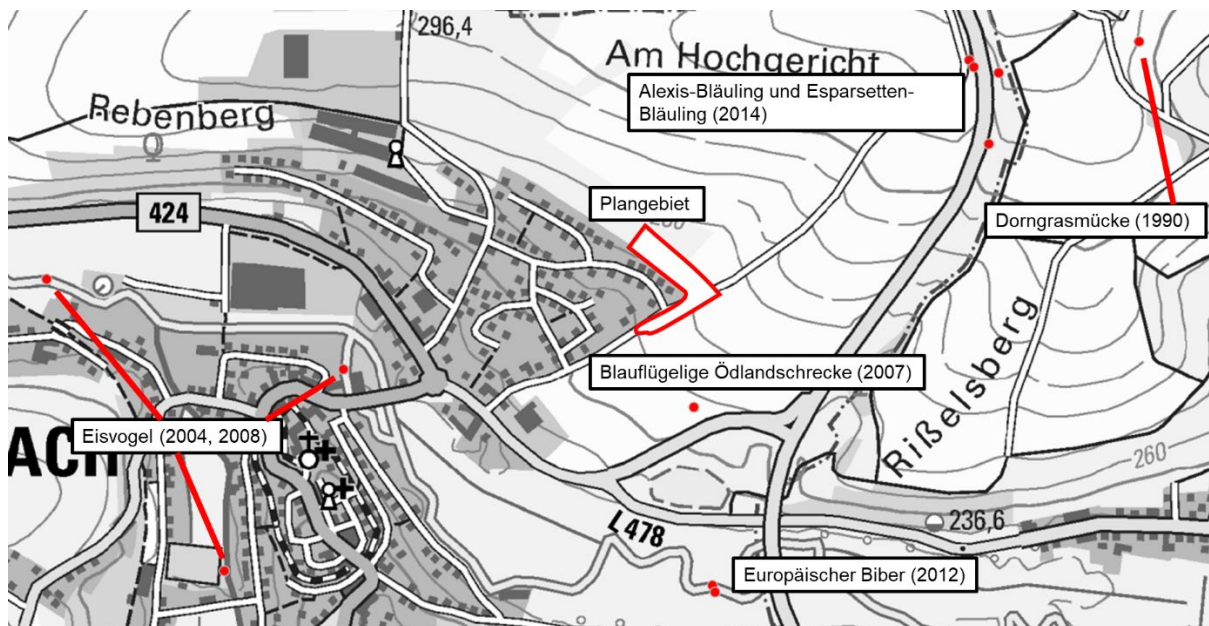 296,4
Am Hochgericht
Rebenberg
Alexis-Bläuling und Esparsetten-
Bläuling (2014)
Plangebiet
424
Dorngrasmücke (1990)
Blauflügelige Ödlandschrecke (2007)
Eisvogel (2004, 2008)
ACH
Rißelsberg
260
236,6
L 478
Europäischer Biber (2012)